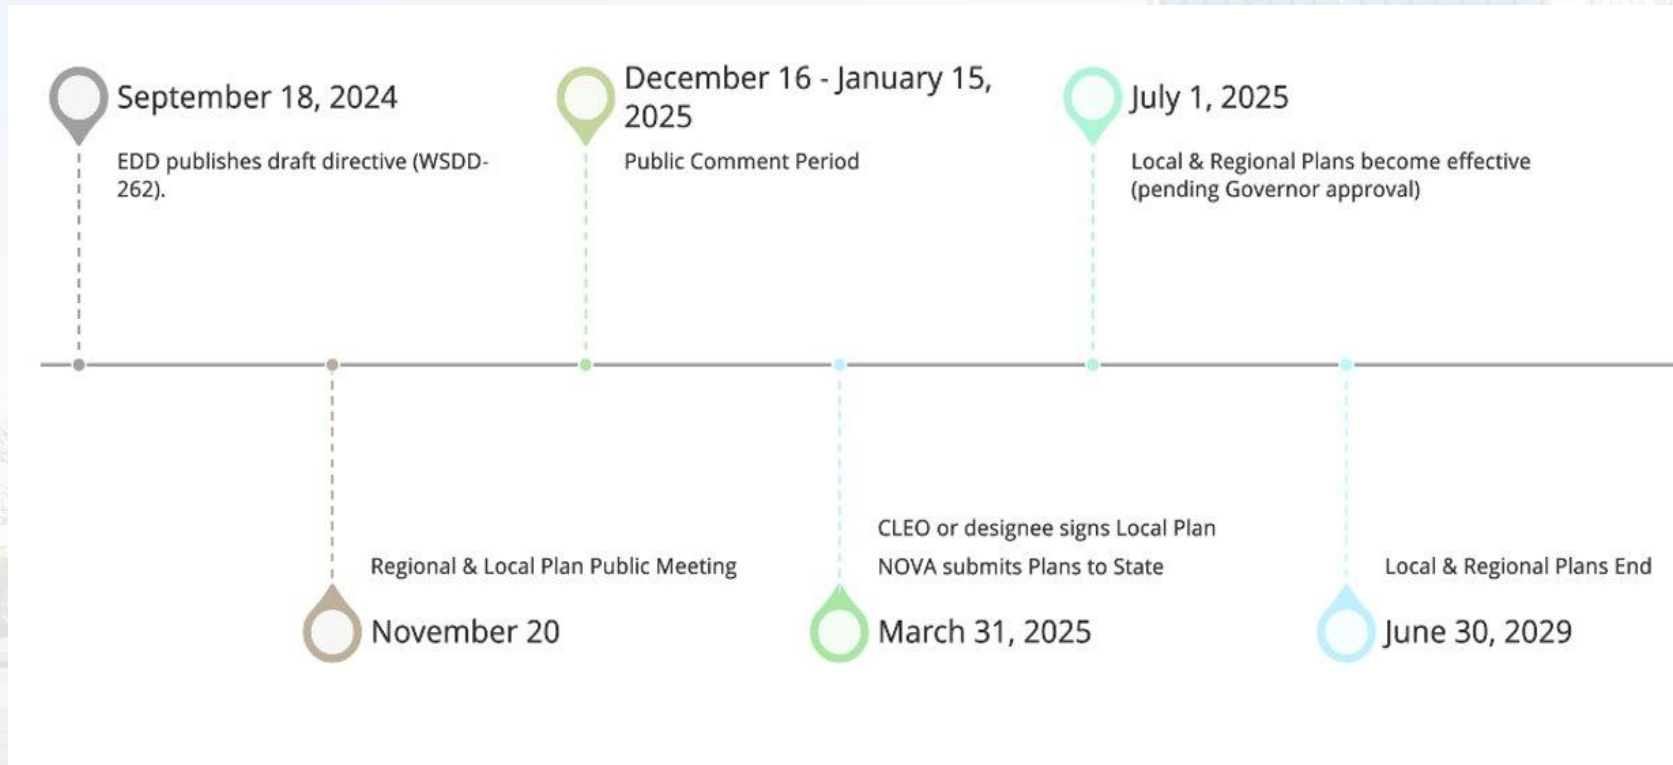 September 18, 2024
EDD publishes draft directive (WSDD-
262).
Regional & Local Plan Public Meeting
November 20
December 16 - January 15,
2025
Public Comment Period
CLEO or designee signs Local Plan
NOVA submits Plans to State
March 31, 2025
July 1, 2025
Local & Regional Plans become effective
(pending Governor approval)
Local & Regional Plans End
June 30, 2029